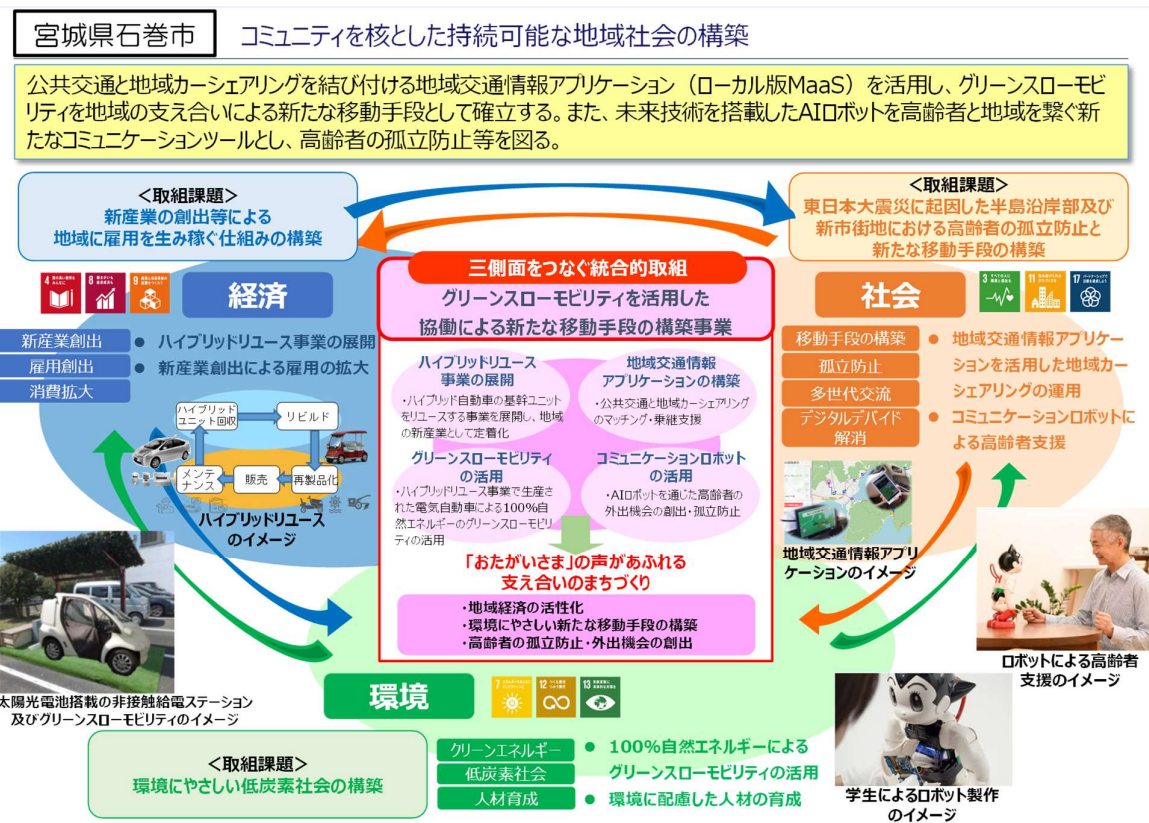 宮城県石巻市
コミュニティを核とした持続可能な地域社会の構築
公共交通と地域カーシェアリングを結び付ける地域交通情報アプリケーション（ローカル版MaaS）を活用し、グリーンスローモビ
リティを地域の支え合いによる新たな移動手段として確立する。また、未来技術を搭載したAIロボットを高齢者と地域を繋ぐ新
たなコミュニケーションツールとし、高齢者の孤立防止等を図る。
＜取組課題＞
新産業の創出等による
地域に雇用を生み稼ぐ仕組みの構築
＜取組課題＞
東日本大震災に起因した半島沿岸部及び
新市街地における高齢者の孤立防止と
新たな移動手段の構築
4
8
9
経済
新産業創出
雇用創出
消費拡大
● ハイブリッドリユース事業の展開
● 新産業創出による雇用の拡大
ハイブリッド
ユニット回収
リビルド
メンテ
ナンス
販売
再製品化
ハイブリッドリユース
のイメージ
三側面をつなぐ統合的取組
グリーンスローモビリティを活用した
協働による新たな移動手段の構築事業
ハイブリッドリユース
事業の展開
・ハイブリッド自動車の基幹ユニット
をリユースする事業を展開し、地域
の新産業として定着化
地域交通情報
アプリケーションの構築
・公共交通と地域カーシェアリング
のマッチング・乗継支援
グリーンスローモビリティ
の活用
・ハイブリッドリユース事業で生産さ
れた電気自動車による100％自
然エネルギーのグリーンスローモビリ
ティの活用
コミュニケーションロボット
の活用
・AIロボットを通じた高齢者の
外出機会の創出・孤立防止
「おたがいさま」の声があふれる
支え合いのまちづくり
・地域経済の活性化
・環境にやさしい新たな移動手段の構築
・高齢者の孤立防止・外出機会の創出
社会
3
11
17
移動手段の構築
孤立防止
多世代交流
デジタルデバイド
解消
● 地域交通情報アプリケー
ションを活用した地域カー
シェアリングの運用
● コミュニケーションロボットに
よる高齢者支援
地域交通情報アプリ
ケーションのイメージ
ロボットによる高齢者
支援のイメージ
太陽光電池搭載の非接触給電ステーション
及びグリーンスローモビリティのイメージ
環境
7
12
13
＜取組課題＞
環境にやさしい低炭素社会の構築
クリーンエネルギー
低炭素社会
人材育成
● 100％自然エネルギーによる
グリーンスローモビリティの活用
● 環境に配慮した人材の育成
学生によるロボット製作
のイメージ